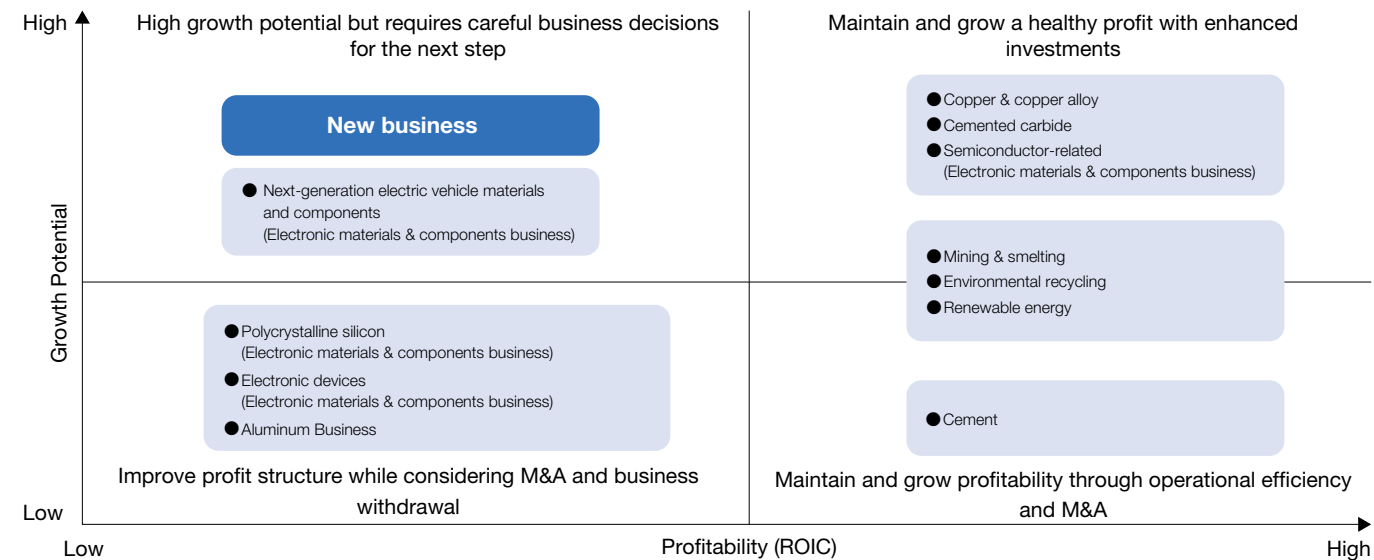 High
High growth potential but requires careful business decisions
for the next step
Maintain and grow a healthy profit with enhanced
investments
New business
● Next-generation electric vehicle materials
and components
(Electronic materials & components business)
● Copper & copper alloy
● Cemented carbide
● Semiconductor-related
(Electronic materials & components business)
● Mining & smelting
● Environmental recycling
● Renewable energy
Growth Potential
● Polycrystalline silicon
(Electronic materials & components business)
● Electronic devices
(Electronic materials & components business)
● Aluminum Business
● Cement
Improve profit structure while considering M&A and business
withdrawal
Maintain and grow profitability through operational efficiency
and M&A
Low
Low
Profitability (ROIC)
High